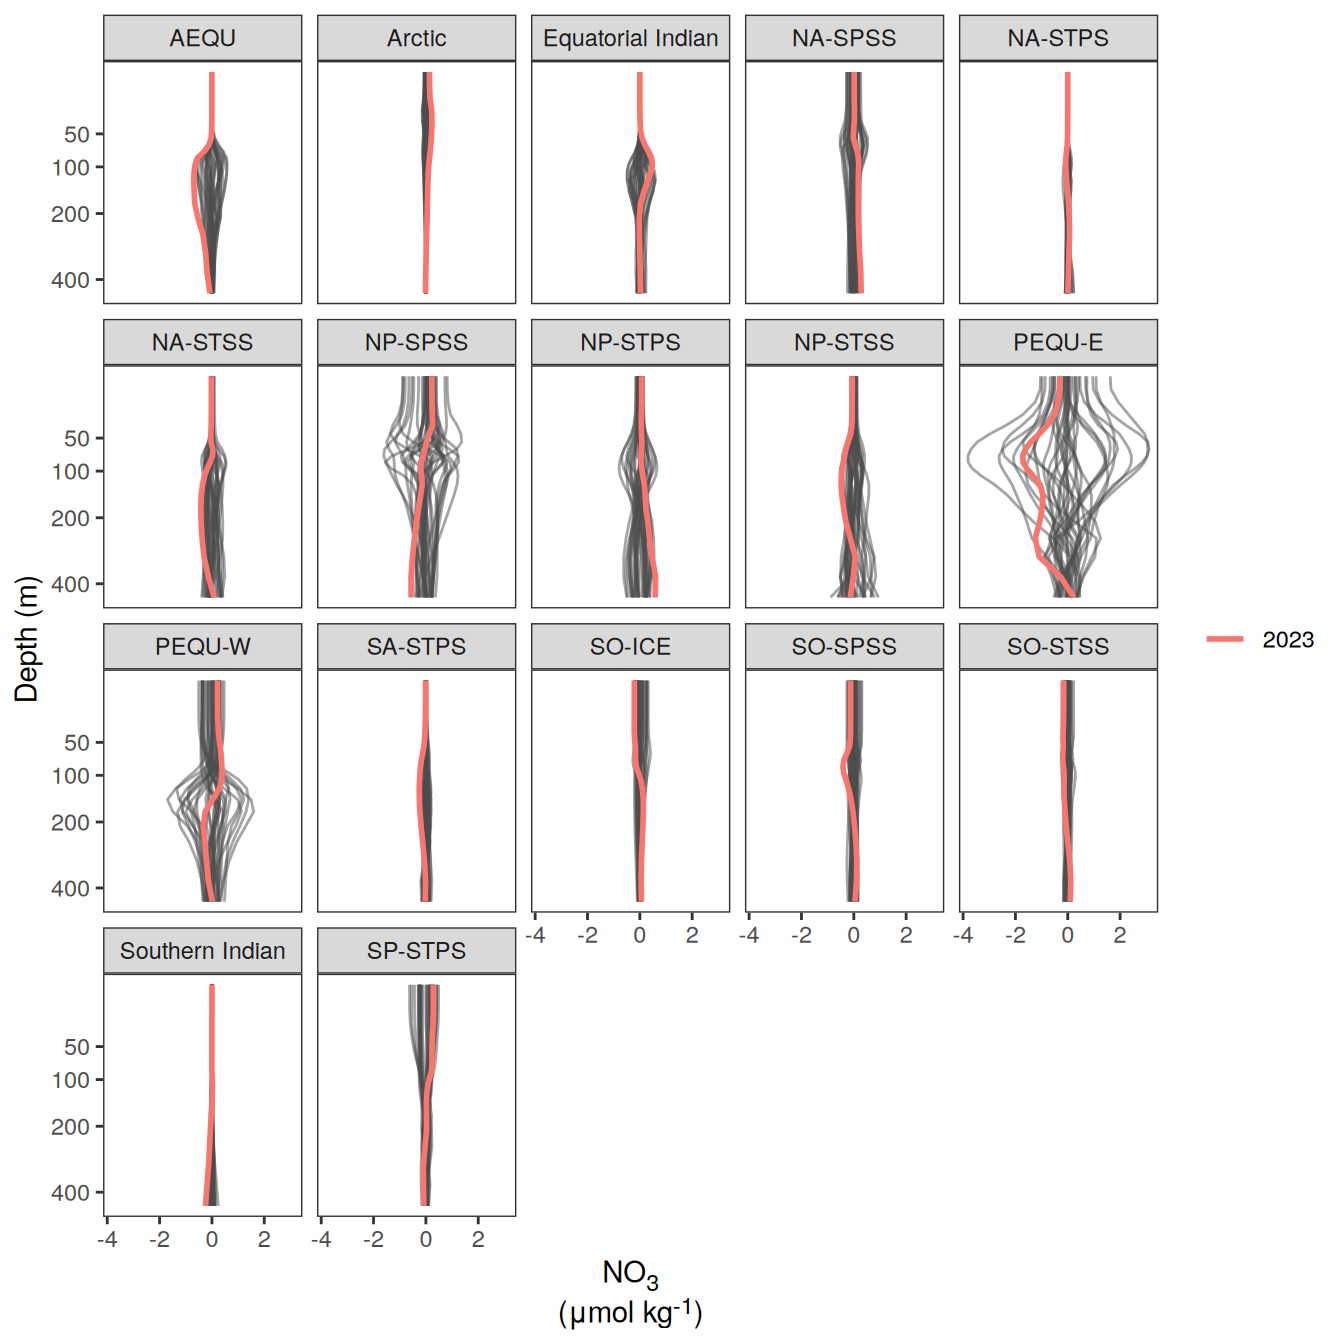 AEQU Arctic Equatorial Indian NA-SPSS NA-STPS
50
100
200
400
NA-STSS NP-SPSS NP-STPS NP-STSS PEQU-E
50
100
200
400
PEQU-W SA-STPS SO-ICE SO-SPSS SO-STSS
50
100
200
400
-4 -2 0 2 -4 -2 0 2 -4 -2 0 2
Southern Indian SP-STPS
50
100
200
400
-4 -2 0 2 -4 -2 0 2
Depth (m)
NO3
(µmol kg-1)
2023